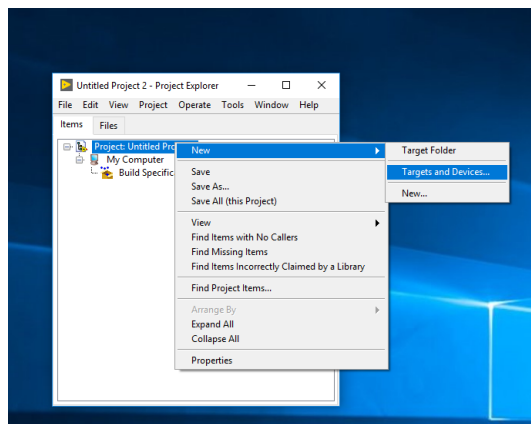 Untitled Project 2 - Project Explorer
File Edit View Project Operate Tools Window Help
Items Files
Project: Untitled Pro
My Computer
Build Specific
New
Save
Save As...
Save All (this Project)
View
Find Items with No Callers
Find Missing Items
Find Items Incorrectly Claimed by a Library
Find Project Items...
Arrange By
Expand All
Collapse All
Properties
Target Folder
Targets and Devices...
New...